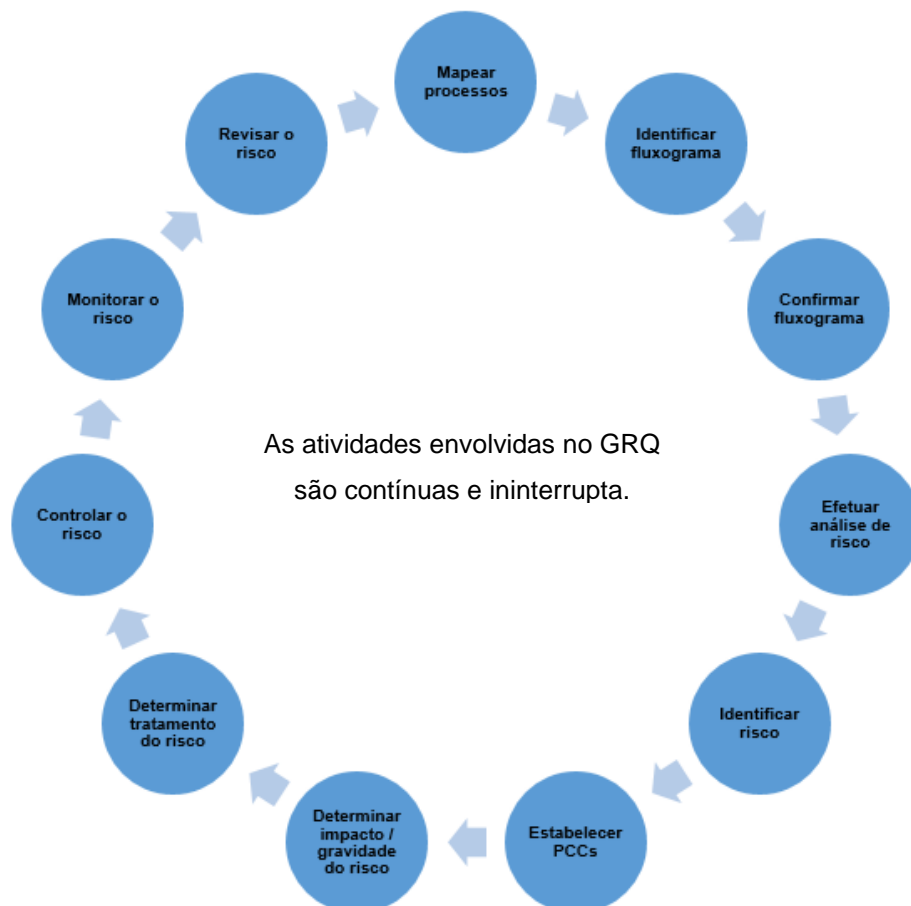 Mapear
processos
Identificar
fluxograma
Confirmar
fluxograma
Efetuar
análise de
risco
Identificar
risco
Estabelecer
PCCs
Determinar
impacto /
gravidade
do risco
Determinar
tratamento
do risco
Controlar o
risco
Monitorar o
risco
Revisar o
risco
As atividades envolvidas no GRQ
são contínuas e ininterrupta.